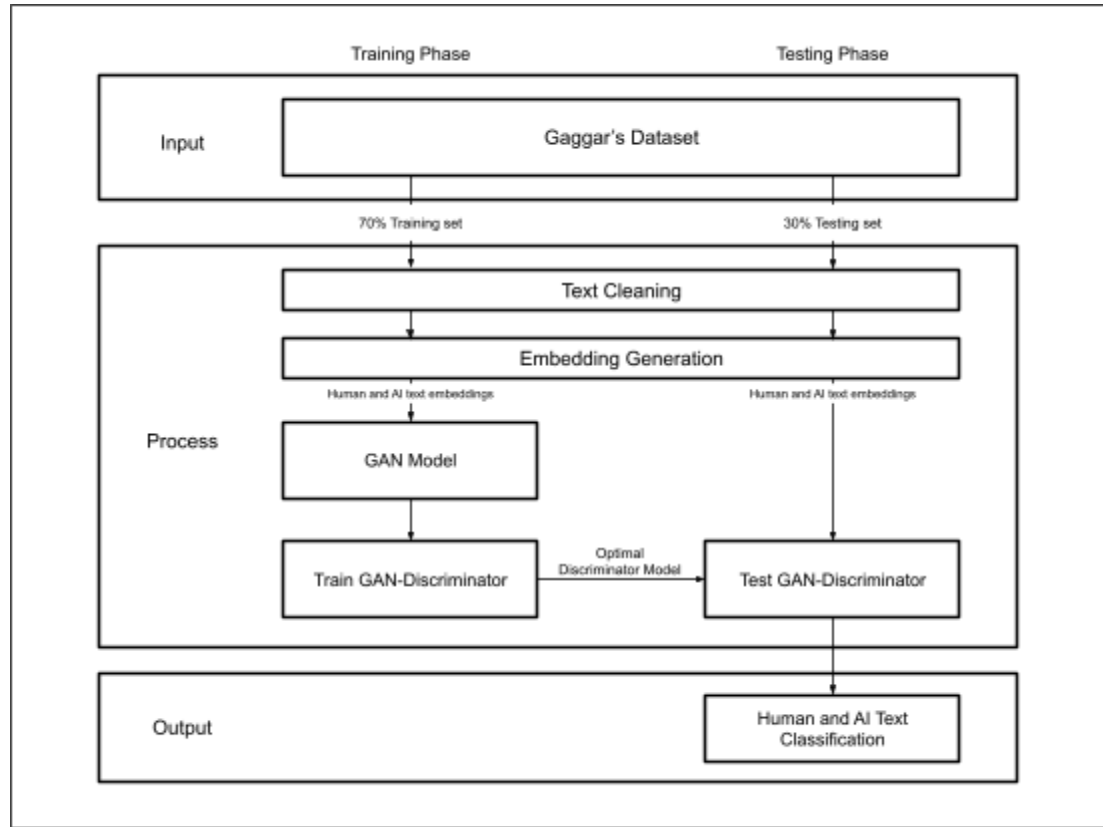 Training Phase
Testing Phase
Input
Gaggar's Dataset
70% Training set
30% Testing set
Text Cleaning
Embedding Generation
Human and AI text embeddings
Human and AI text embeddings
Process
GAN Model
Train GAN-Discriminator
Optimal
Discriminator Model
Test GAN-Discriminator
Output
Human and AI Text
Classification